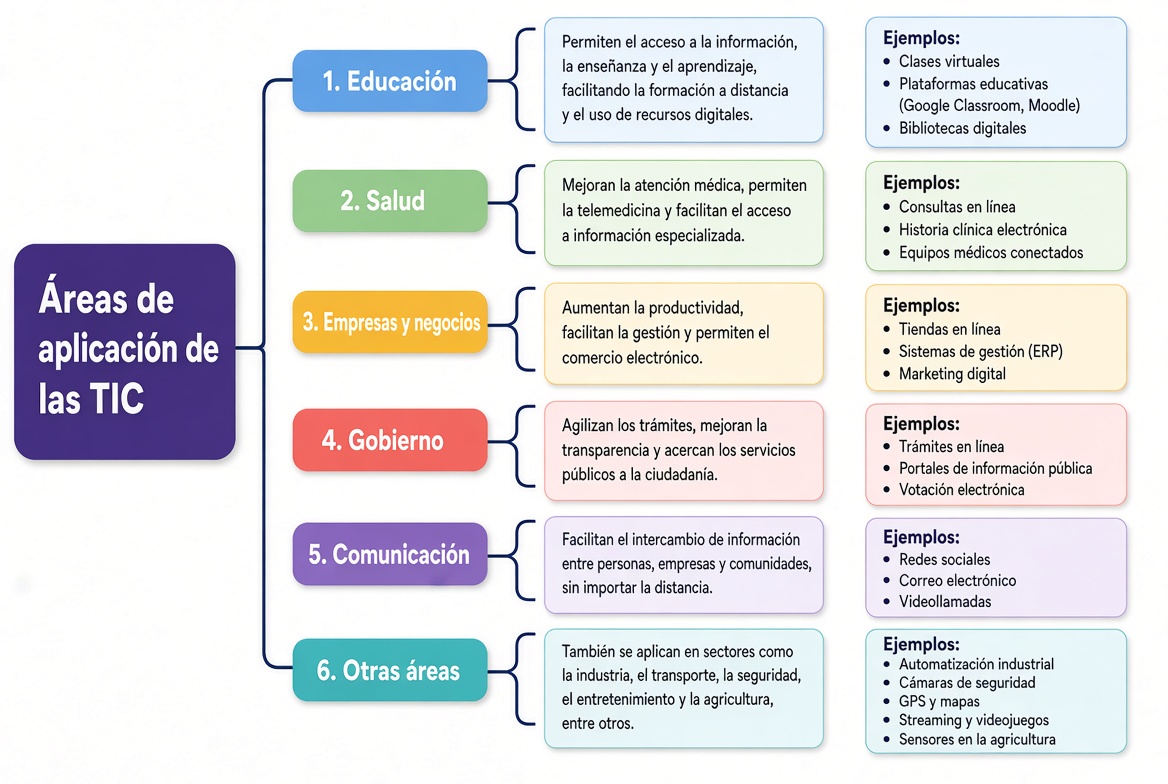 Áreas de
aplicación de
las TIC
1. Educación
Permiten el acceso a la información,
la enseñanza y el aprendizaje,
facilitando la formación a distancia
y el uso de recursos digitales.
Ejemplos:
• Clases virtuales
• Plataformas educativas
(Google Classroom, Moodle)
• Bibliotecas digitales
2. Salud
Mejoran la atención médica, permiten
la telemedicina y facilitan el acceso
a información especializada.
Ejemplos:
• Consultas en línea
• Historia clínica electrónica
• Equipos médicos conectados
3. Empresas y negocios
Aumentan la productividad,
facilitan la gestión y permiten el
comercio electrónico.
Ejemplos:
• Tiendas en línea
• Sistemas de gestión (ERP)
• Marketing digital
4. Gobierno
Agilizan los trámites, mejoran la
transparencia y acercan los servicios
públicos a la ciudadanía.
Ejemplos:
• Trámites en línea
• Portales de información pública
• Votación electrónica
5. Comunicación
Facilitan el intercambio de información
entre personas, empresas y comunidades,
sin importar la distancia.
Ejemplos:
• Redes sociales
• Correo electrónico
• Videollamadas
6. Otras áreas
También se aplican en sectores como
la industria, el transporte, la seguridad,
el entretenimiento y la agricultura,
entre otros.
Ejemplos:
• Automatización industrial
• Cámaras de seguridad
• GPS y mapas
• Streaming y videojuegos
• Sensores en la agricultura